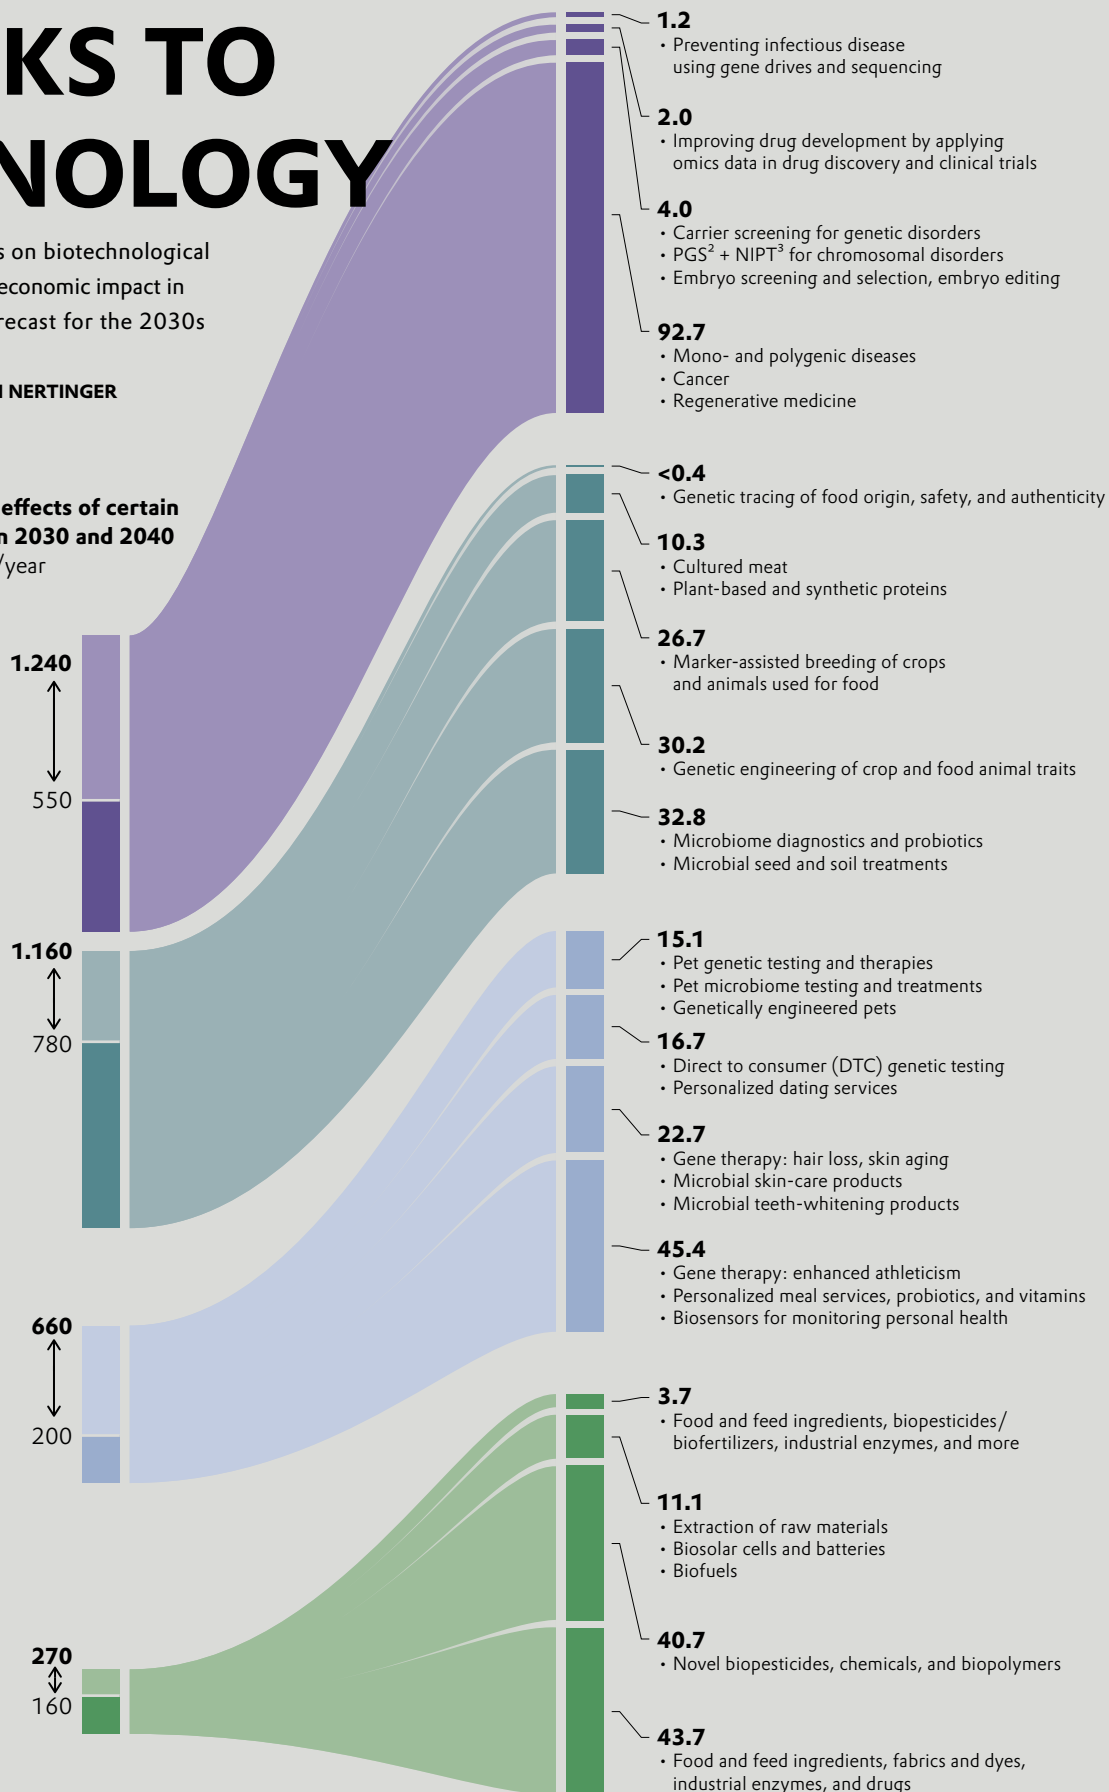 KS TO
NOLOGY
s on biotechnological
economic impact in
recast for the 2030s
NERTINGER
effects of certain
n 2030 and 2040
/year
1.240
550
1.160
780
660
200
270
160
1.2
• Preventing infectious disease
using gene drives and sequencing
2.0
• Improving drug development by applying
omics data in drug discovery and clinical trials
4.0
• Carrier screening for genetic disorders
• PGS² + NIPT³ for chromosomal disorders
• Embryo screening and selection, embryo editing
92.7
• Mono- and polygenic diseases
• Cancer
• Regenerative medicine
<0.4
• Genetic tracing of food origin, safety, and authenticity
10.3
• Cultured meat
• Plant-based and synthetic proteins
26.7
• Marker-assisted breeding of crops
and animals used for food
30.2
• Genetic engineering of crop and food animal traits
32.8
• Microbiome diagnostics and probiotics
• Microbial seed and soil treatments
15.1
• Pet genetic testing and therapies
• Pet microbiome testing and treatments
• Genetically engineered pets
16.7
• Direct to consumer (DTC) genetic testing
• Personalized dating services
22.7
• Gene therapy: hair loss, skin aging
• Microbial skin-care products
• Microbial teeth-whitening products
45.4
• Gene therapy: enhanced athleticism
• Personalized meal services, probiotics, and vitamins
• Biosensors for monitoring personal health
3.7
• Food and feed ingredients, biopesticides/
biofertilizers, industrial enzymes, and more
11.1
• Extraction of raw materials
• Biosolar cells and batteries
• Biofuels
40.7
• Novel biopesticides, chemicals, and biopolymers
43.7
• Food and feed ingredients, fabrics and dyes,
industrial enzymes, and drugs